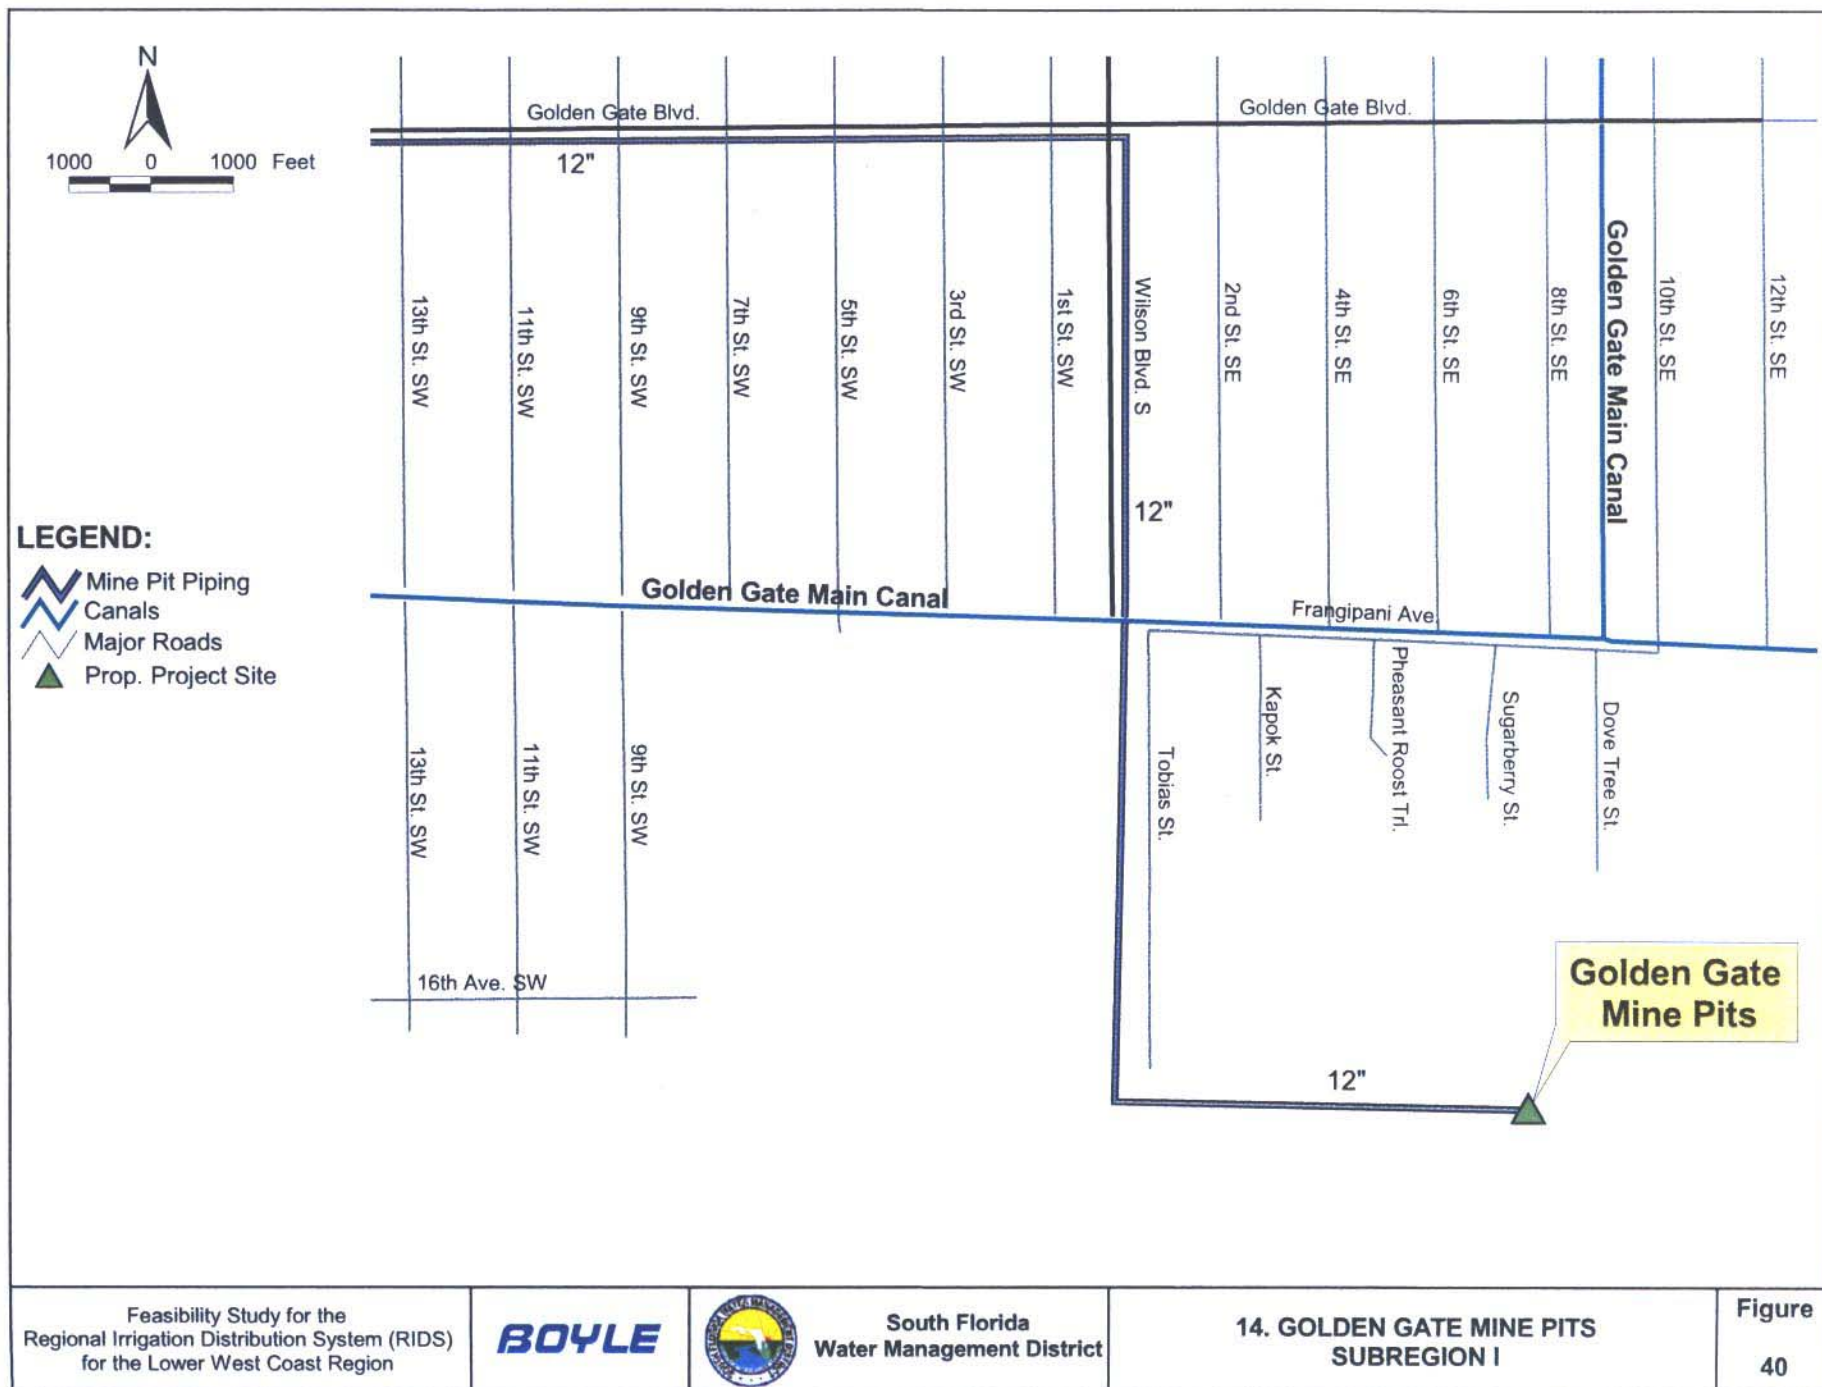 N
1000 0 1000 Feet
Golden Gate Blvd.
Golden Gate Blvd.
12"
13th St. SW
11th St. SW
9th St. SW
7th St. SW
5th St. SW
3rd St. SW
1st St. SW
Wilson Blvd. S
2nd St. SE
4th St. SE
6th St. SE
8th St. SE
Golden Gate Main Canal
10th St. SE
12th St. SE
12"
LEGEND:
Mine Pit Piping
Canals
Major Roads
Prop. Project Site
Golden Gate Main Canal
Frangipani Ave.
13th St. SW
11th St. SW
9th St. SW
Tobias St.
Kapok St.
Pheasant Roost Trl.
Sugarberry St.
Dove Tree St.
16th Ave. SW
Golden Gate
Mine Pits
12"
Feasibility Study for the
Regional Irrigation Distribution System (RIDS)
for the Lower West Coast Region
BOYLE
South Florida
Water Management District
14. GOLDEN GATE MINE PITS
SUBREGION I
Figure
40